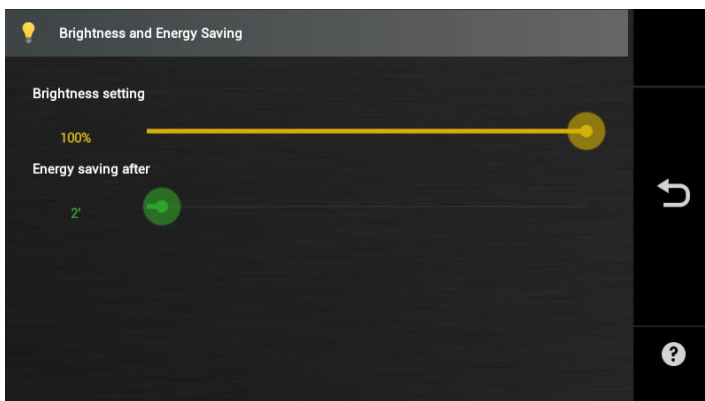 Brightness and Energy Saving
Brightness setting
100%
Energy saving after
2'
?